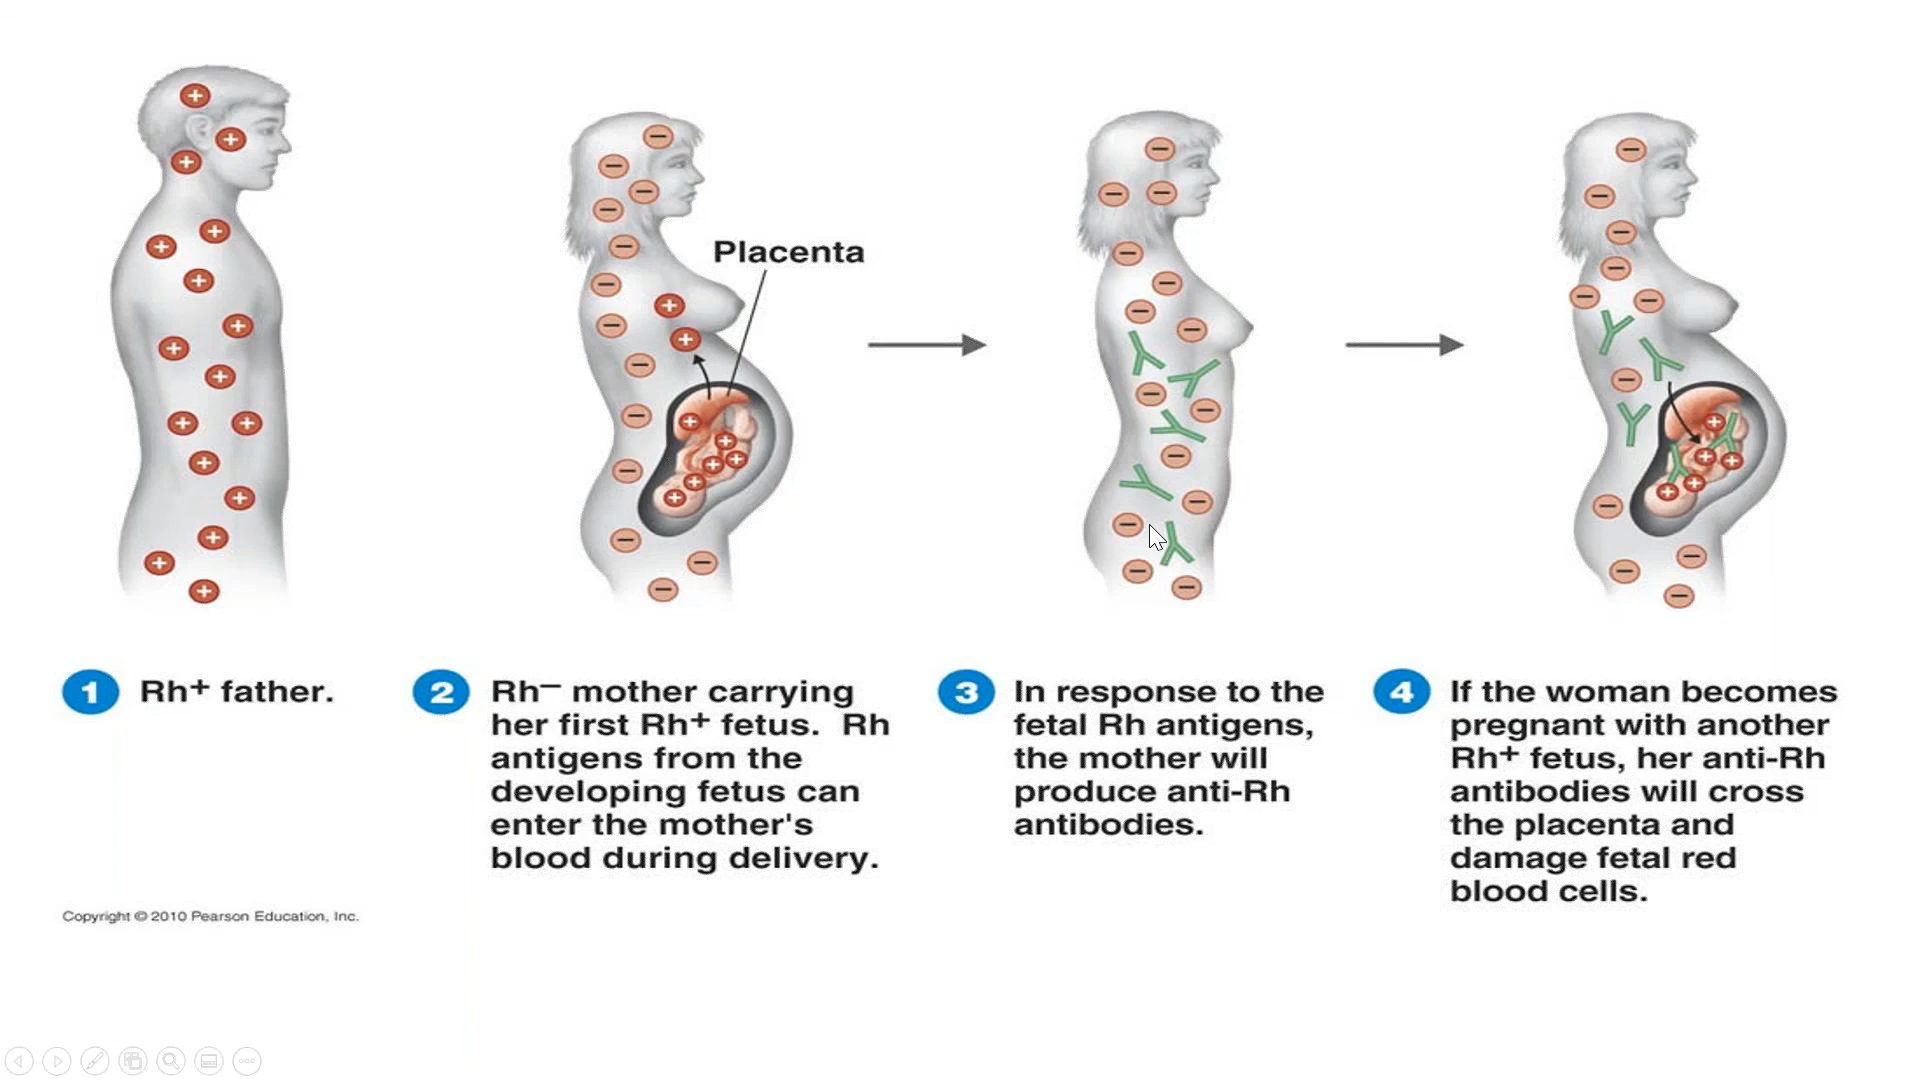 Placenta
1 Rh+ father.
2 Rh– mother carrying
her first Rh+ fetus. Rh
antigens from the
developing fetus can
enter the mother's
blood during delivery.
3 In response to the
fetal Rh antigens,
the mother will
produce anti-Rh
antibodies.
4 If the woman becomes
pregnant with another
Rh+ fetus, her anti-Rh
antibodies will cross
the placenta and
damage fetal red
blood cells.
Copyright © 2010 Pearson Education, Inc.